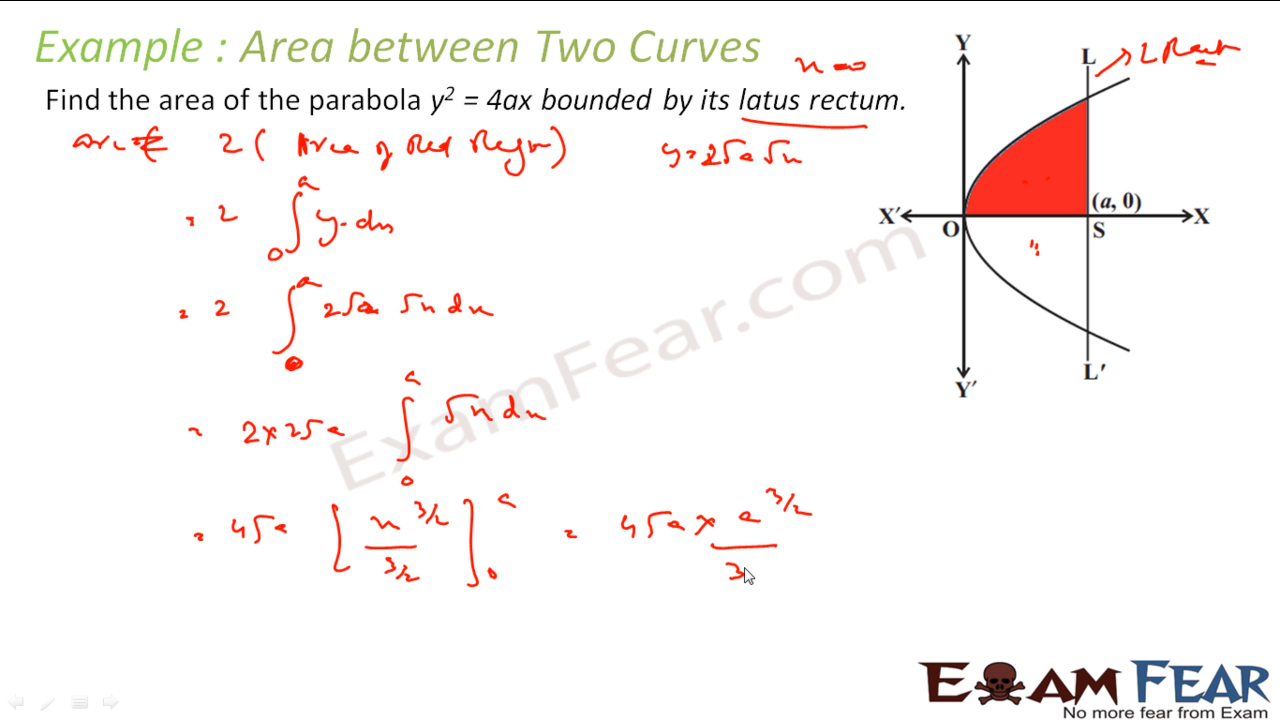 Example : Area between Two Curves
Find the area of the parabola y² = 4ax bounded by its latus rectum.
x =
area 2 ( Area of Red Region) y = 2√a √x
= 2 ∫₀ᵃ y. dx
= 2 ∫₀ᵃ 2√a √x dx
= 2 x 2√a ∫₀ᵃ √x dx
= 4√a [ x^3/2 / 3/2 ]₀ᵃ = 4√a x a^3/2 / 3
Y
L
L Rect
(a, 0)
X′
X
O
S
L′
Y′
ExamFear.com
EXAM FEAR
No more fear from Exam